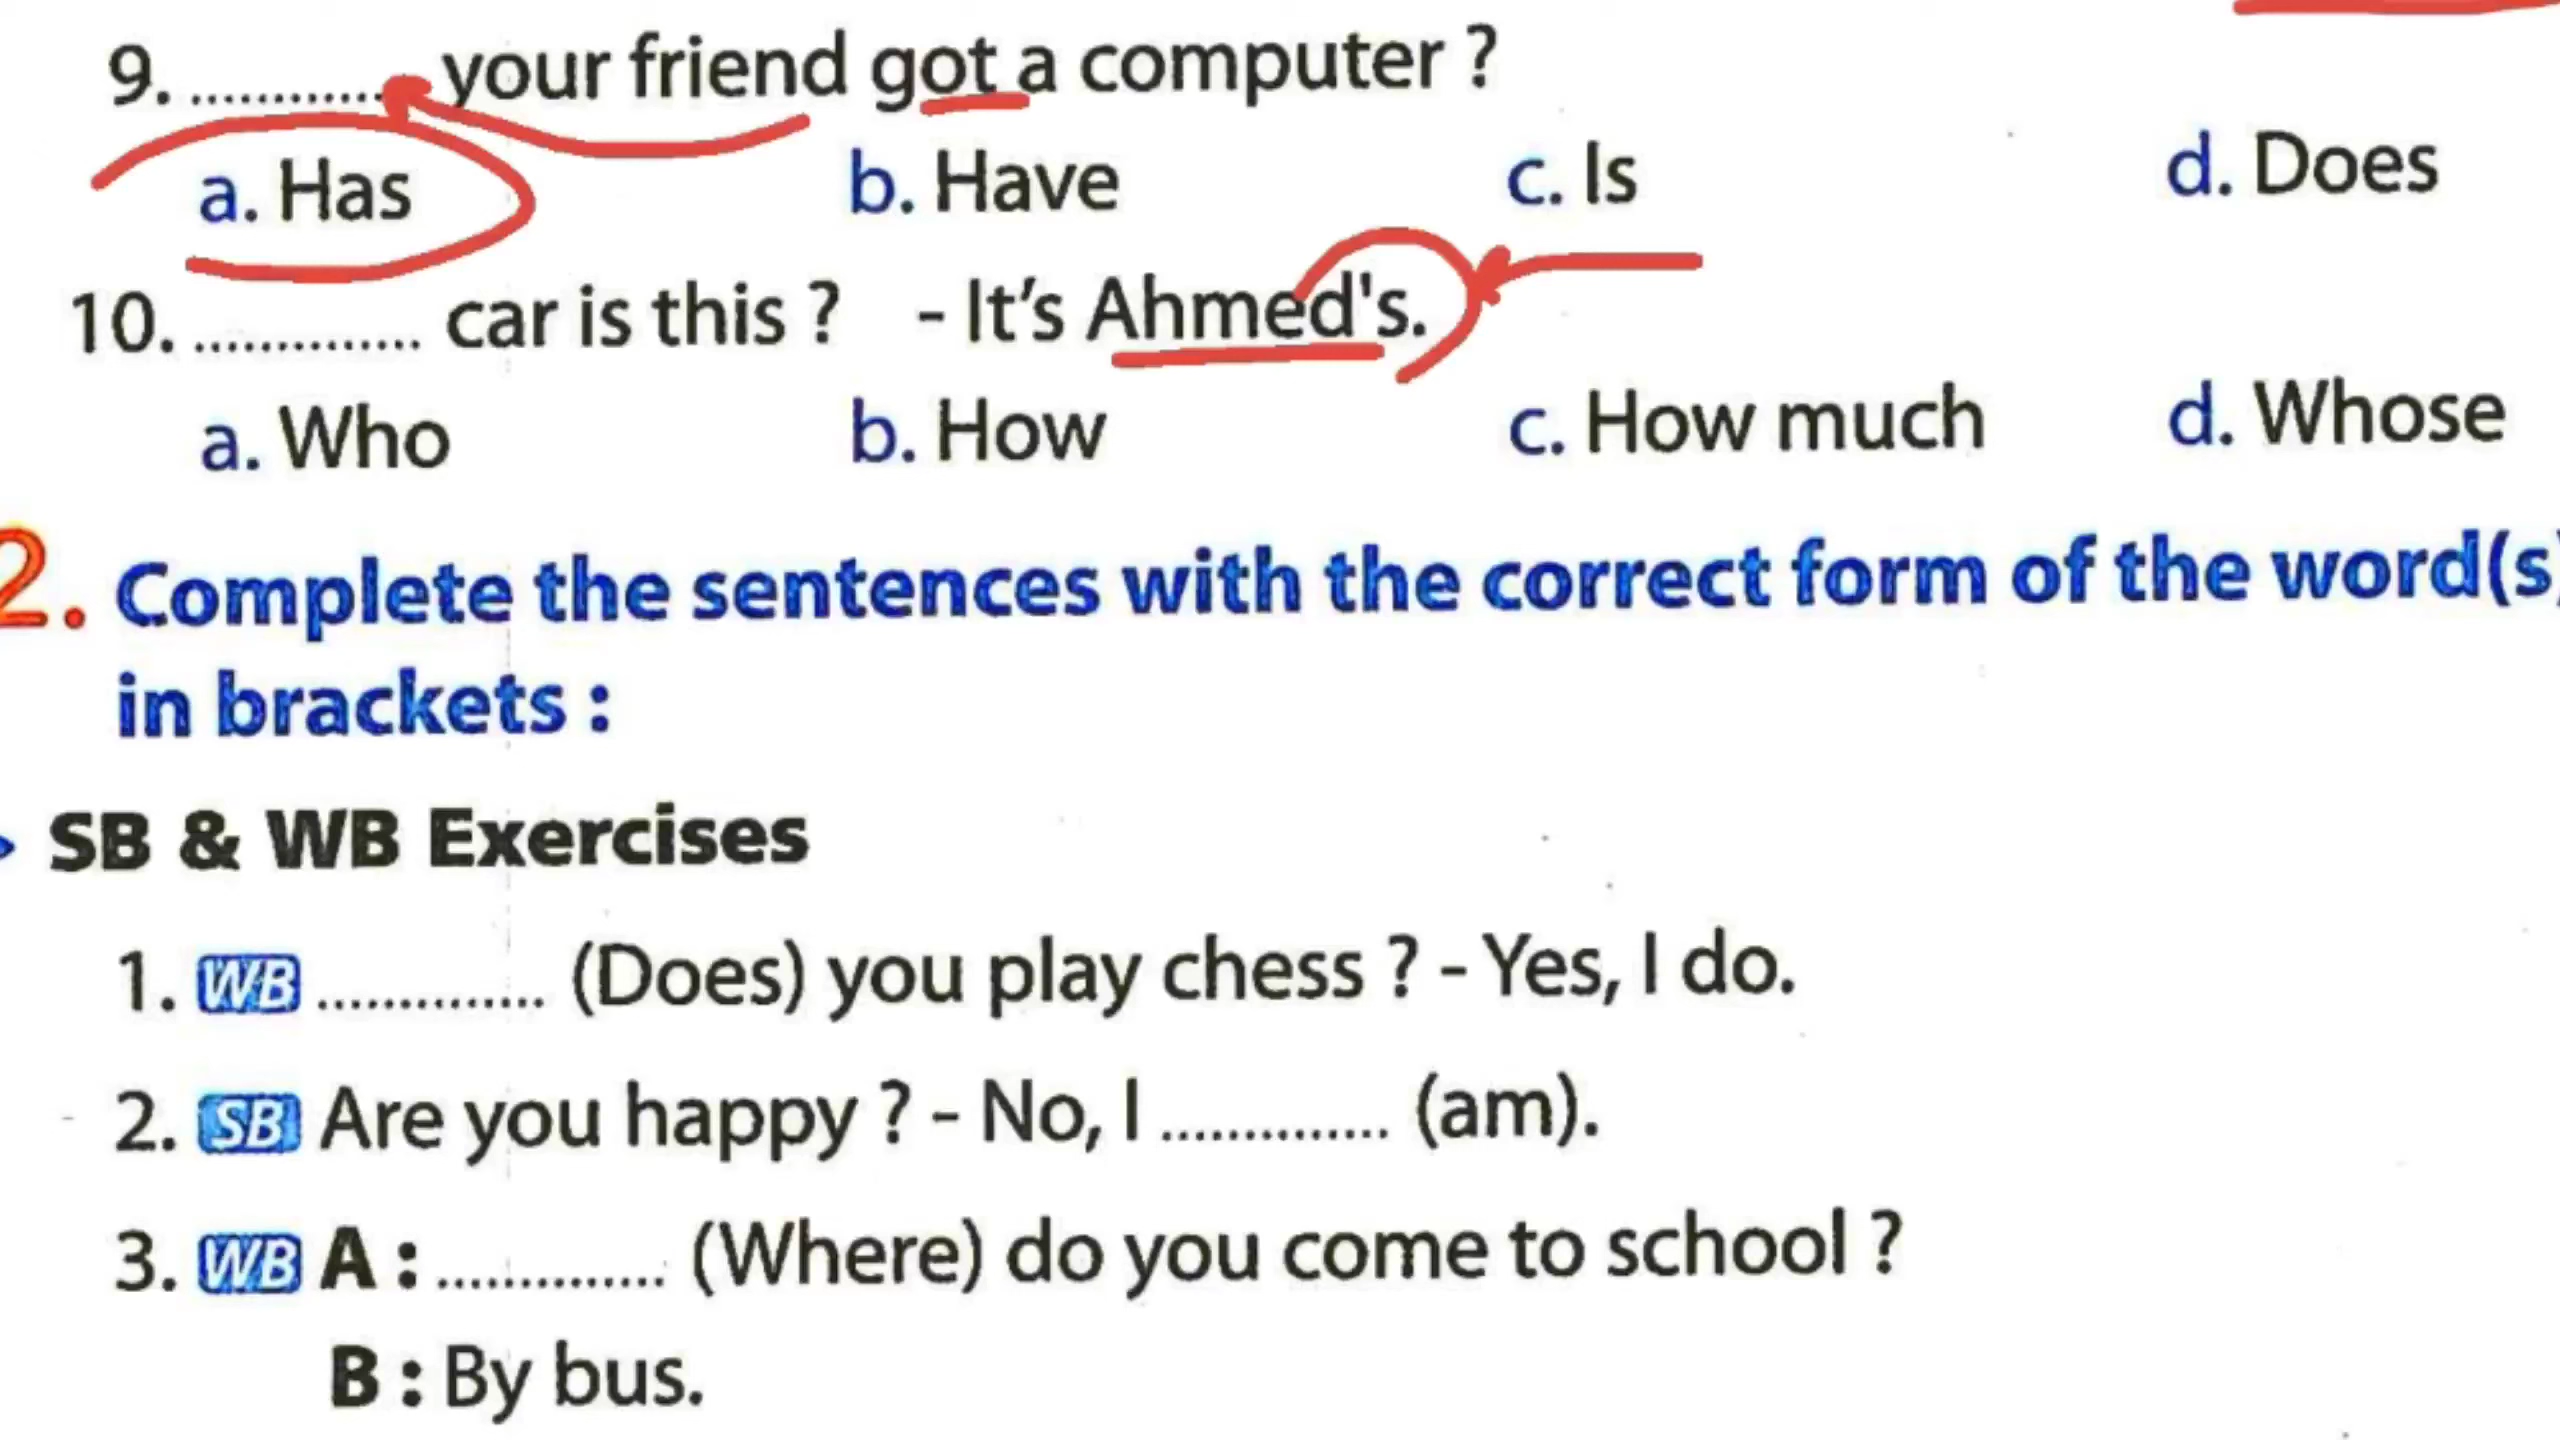 9. ............ your friend got a computer ?
a. Has b. Have c. Is d. Does
10. .............. car is this ? - It's Ahmed's.
a. Who b. How c. How much d. Whose
2. Complete the sentences with the correct form of the word(s)
in brackets :
SB & WB Exercises
1. WB .............. (Does) you play chess ? - Yes, I do.
2. SB Are you happy ? - No, I .............. (am).
3. WB A : .............. (Where) do you come to school ?
B : By bus.